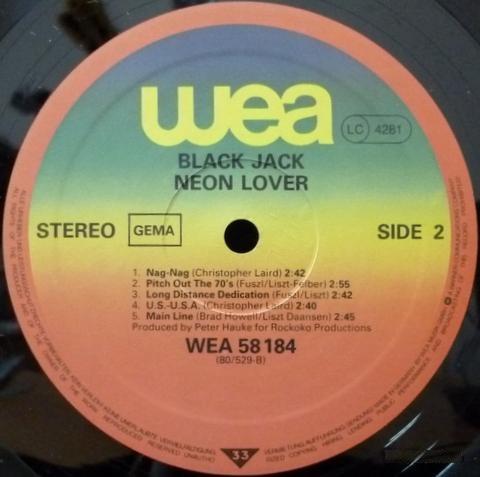 wea
LC 4281
BLACK JACK
NEON LOVER
STEREO GEMA SIDE 2
1. Nag-Nag (Christopher Laird) 2:42
2. Pitch Out The 70's (Fuszl/Liszt-Felber) 2:55
3. Long Distance Dedication (Fuszl/Liszt) 2:42
4. U.S.-U.S.A. (Christopher Laird) 2:40
5. Main Line (Brad Howell/Liszt Daansen) 2:45
Produced by Peter Hauke for Rockoko Productions
WEA 58 184
(80/529-B)
33